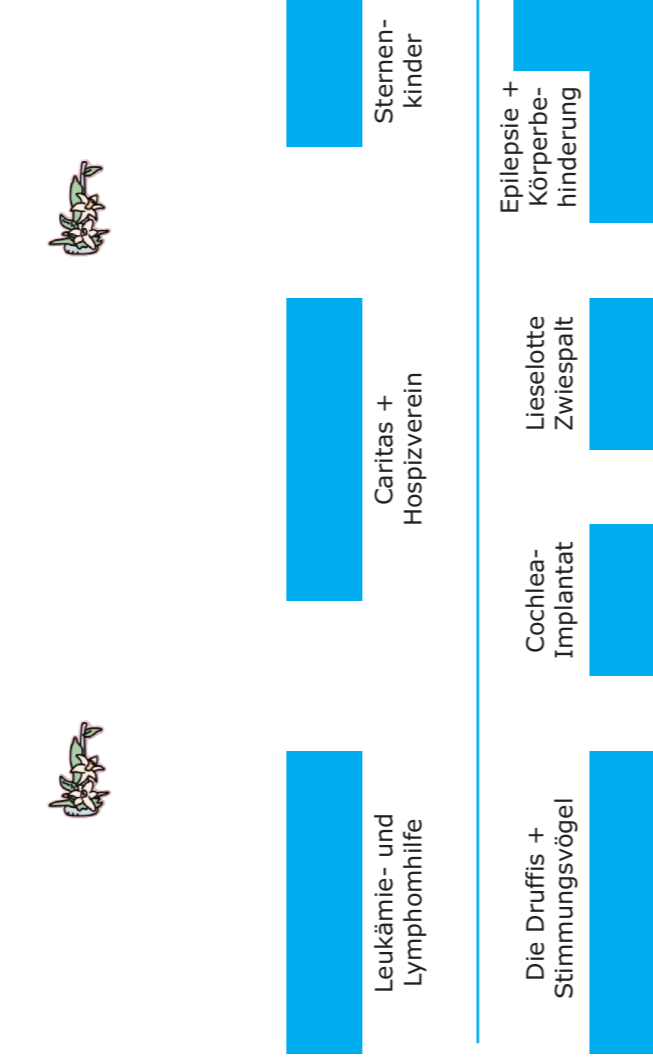 Leukämie- und
Lymphomhilfe
Caritas +
Hospizverein
Sternen-
kinder
Die Druffis +
Stimmungsvögel
Cochlea-
Implantat
Lieselotte
Zwiespalt
Epilepsie +
Körperbe-
hinderung